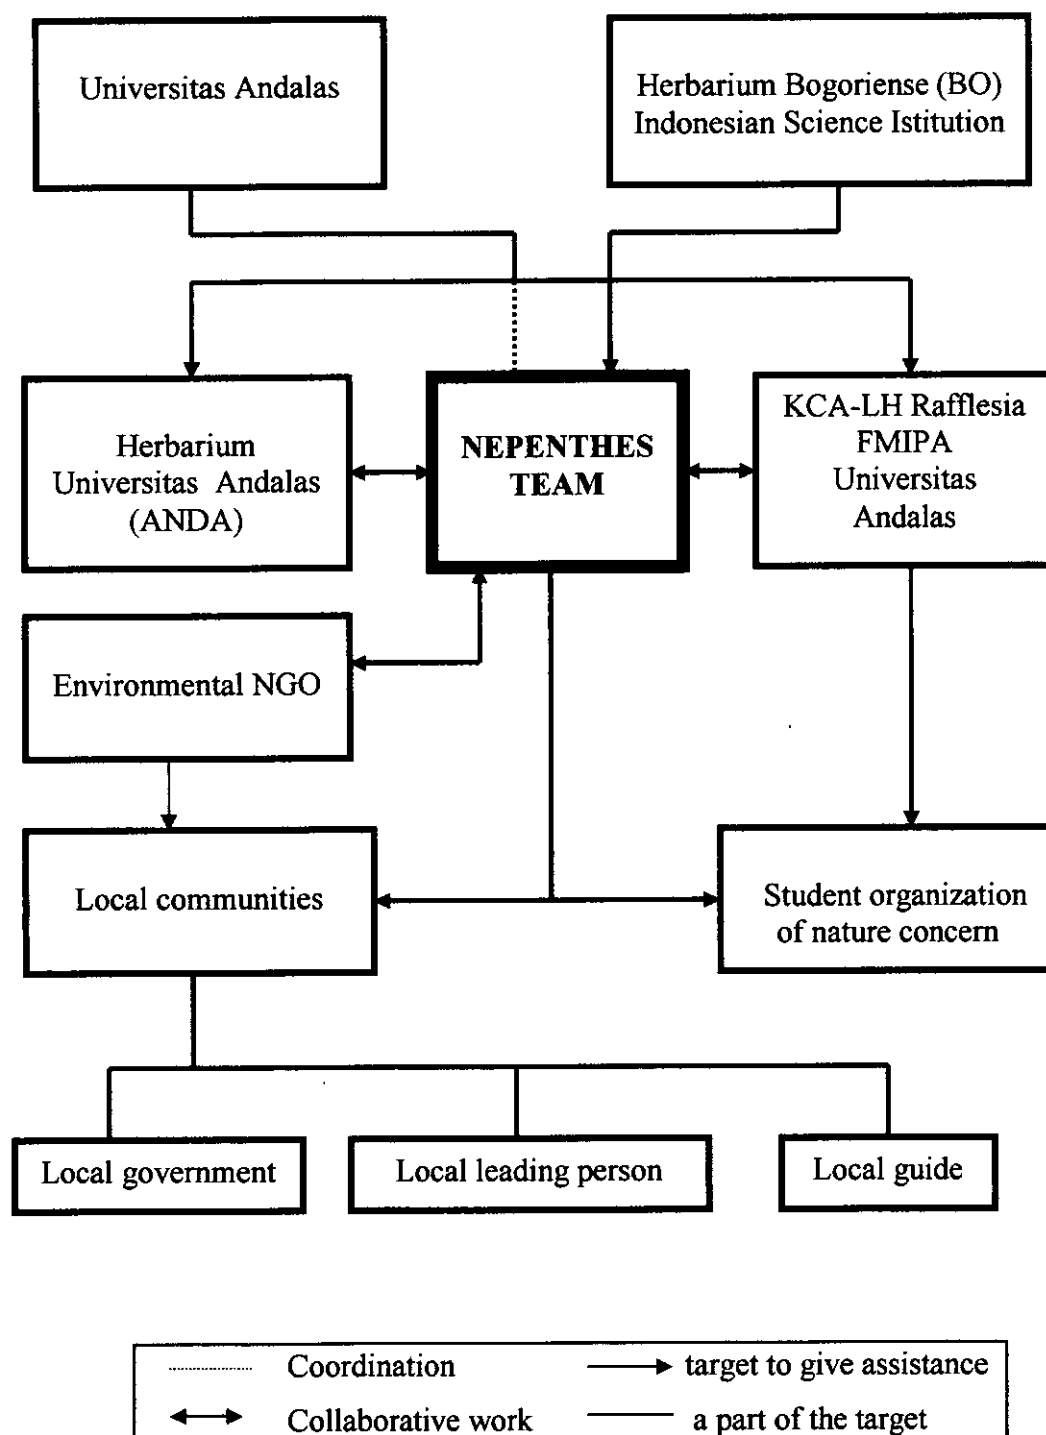 Universitas Andalas
Herbarium Bogoriense (BO)
Indonesian Science Istitution
Herbarium
Universitas Andalas
(ANDA)
NEPENTHES
TEAM
KCA-LH Rafflesia
FMIPA
Universitas
Andalas
Environmental NGO
Local communities
Student organization
of nature concern
Local government
Local leading person
Local guide
Coordination
target to give assistance
Collaborative work
a part of the target